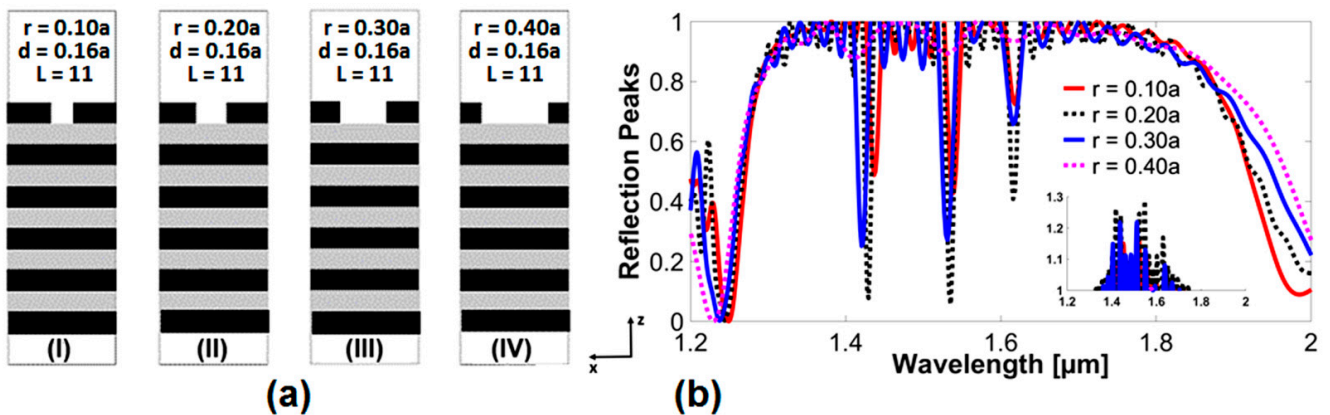 r = 0.10a
d = 0.16a
L = 11
(I)
r = 0.20a
d = 0.16a
L = 11
(II)
r = 0.30a
d = 0.16a
L = 11
(III)
r = 0.40a
d = 0.16a
L = 11
(IV)
z
x
(a)
Reflection Peaks
1
0.8
0.6
0.4
0.2
0
r = 0.10a
r = 0.20a
r = 0.30a
r = 0.40a
1.3
1.2
1.1
1
1.2 1.4 1.6 1.8 2
1.2 1.4 1.6 1.8 2
Wavelength [µm]
(b)